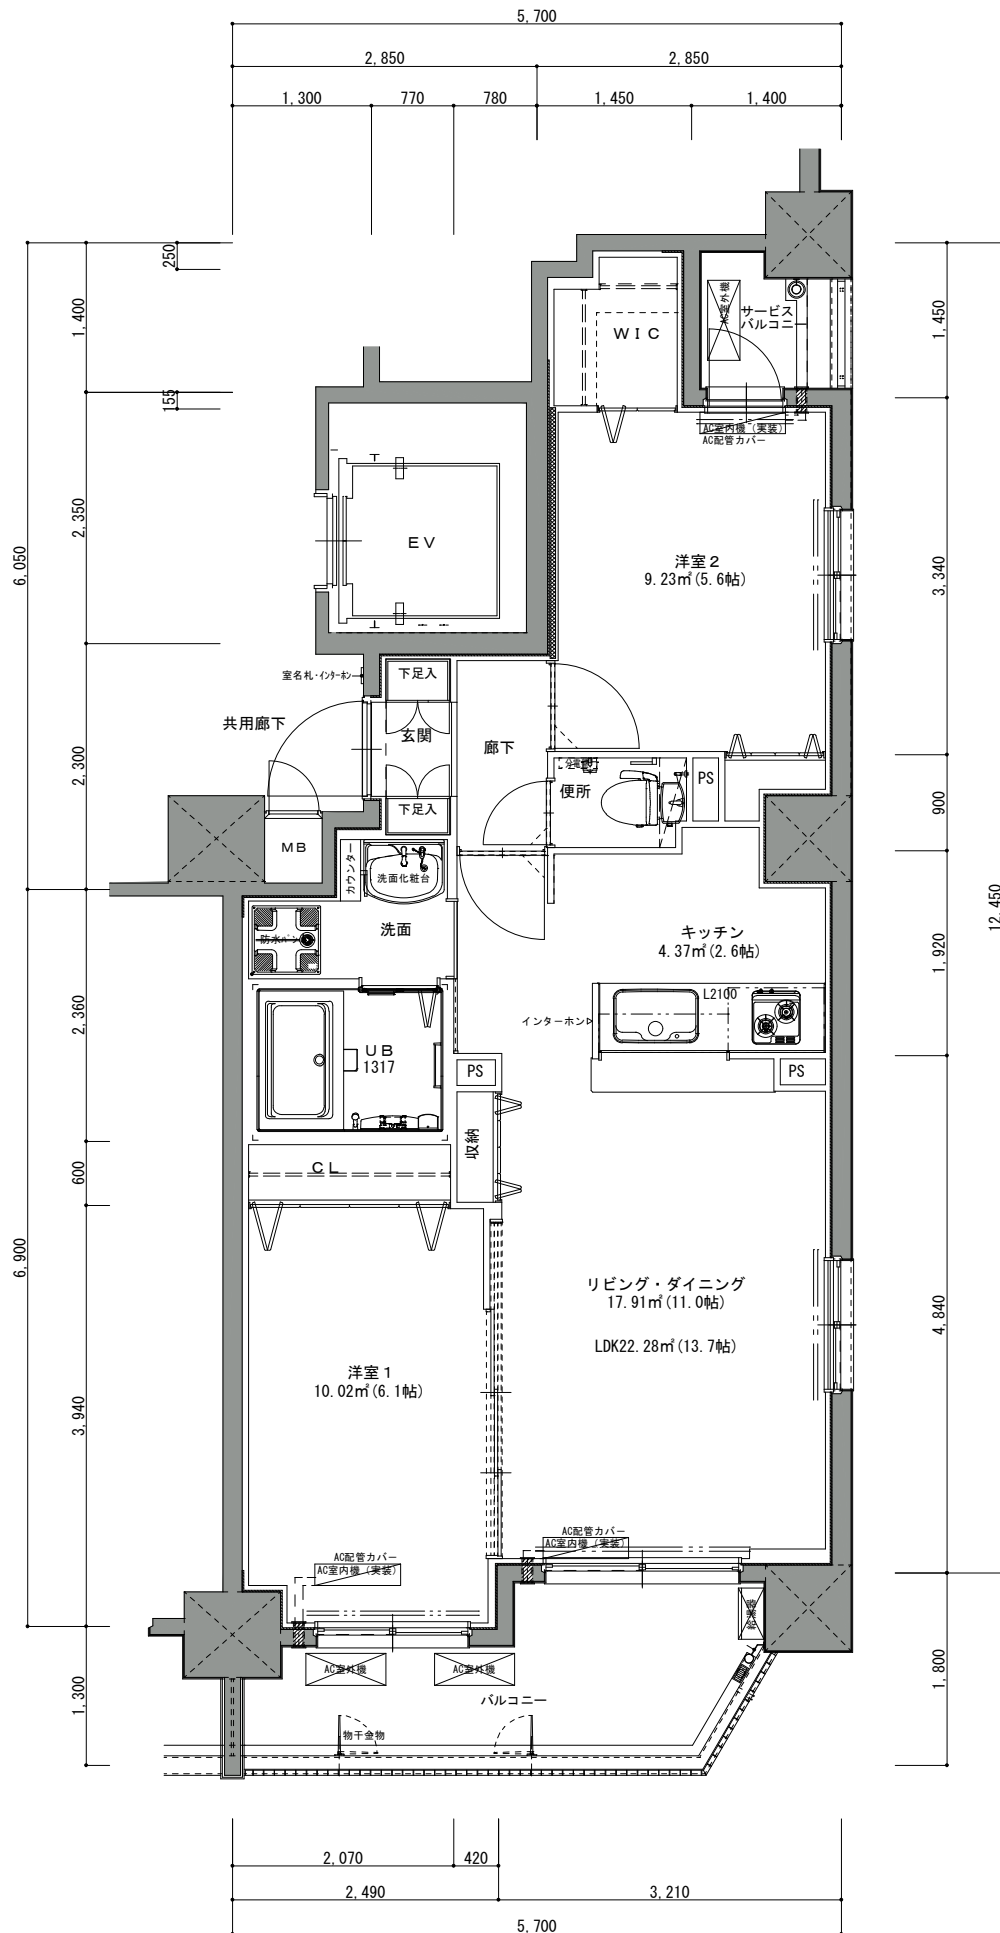 5,700
2,850
2,850
1,300
770
780
1,450
1,400
250
1,400
155
2,350
6,050
2,300
2,360
600
6,900
3,940
1,300
1,450
3,340
900
12,450
1,920
4,840
1,800
WIC
AC室外機
サービス
バルコニー
AC室内機(実装)
AC配管カバー
EV
洋室2
9.23㎡(5.6帖)
室名札・インターホン
下足入
共用廊下
玄関
廊下
分電盤
便所
PS
下足入
MB
カウンター
洗面化粧台
防水パン
洗面
キッチン
4.37㎡(2.6帖)
L2100
インターホン
UB
1317
PS
PS
収納
CL
リビング・ダイニング
17.91㎡(11.0帖)
LDK22.28㎡(13.7帖)
洋室1
10.02㎡(6.1帖)
AC配管カバー
AC室内機(実装)
AC配管カバー
AC室内機(実装)
給湯器
AC室外機
AC室外機
バルコニー
物干金物
2,070
420
2,490
3,210
5,700